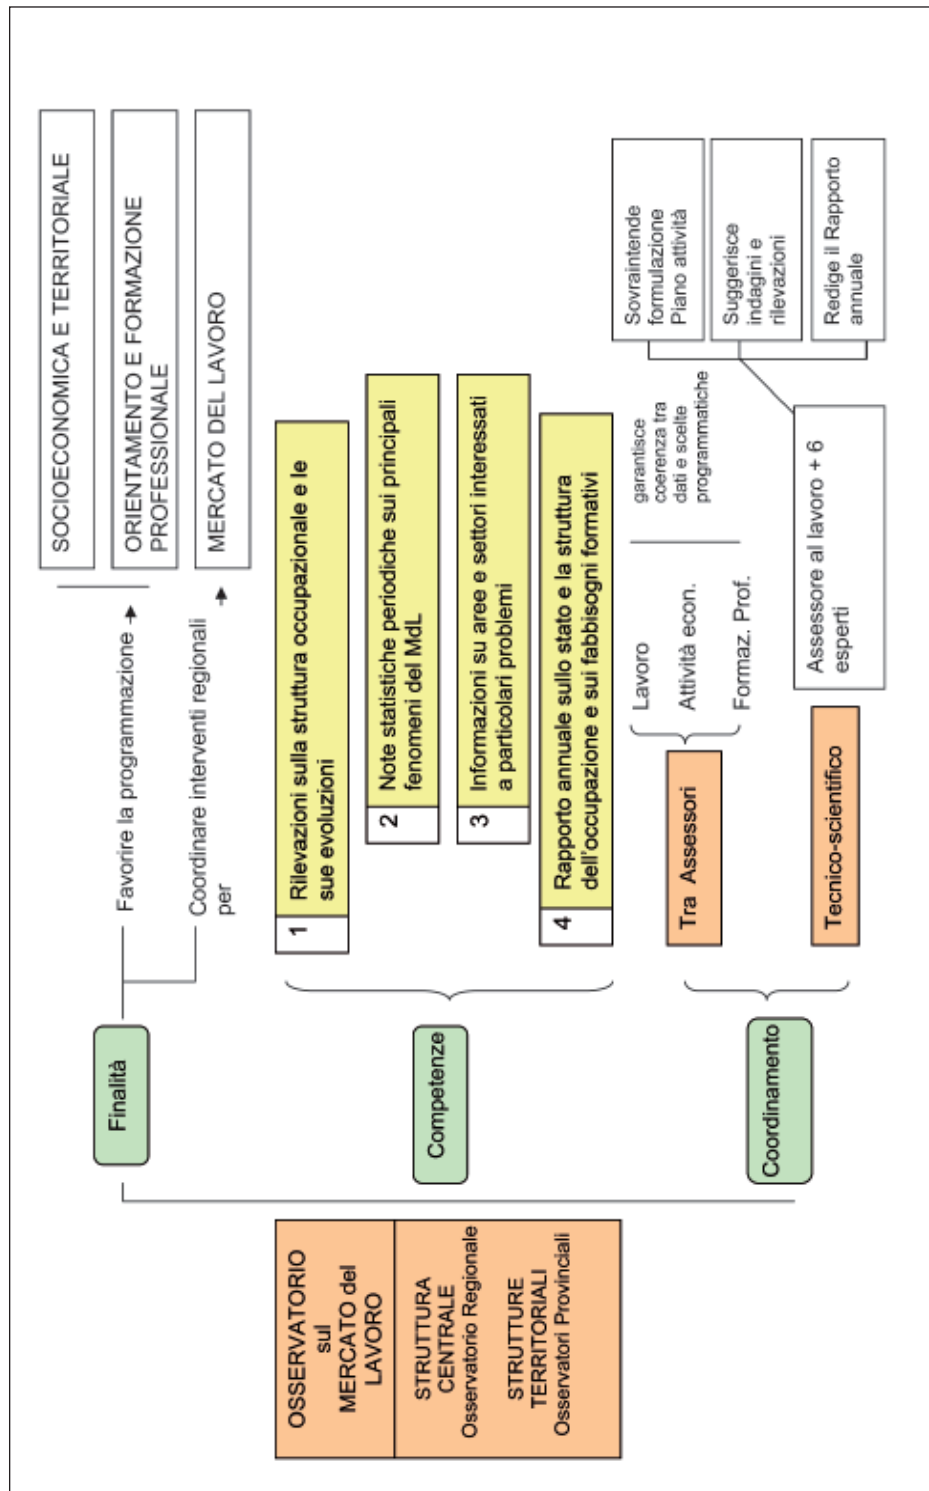 OSSERVATORIO
sul
MERCATO del
LAVORO
STRUTTURA
CENTRALE
Osservatorio Regionale
STRUTTURE
TERRITORIALI
Osservatori Provinciali
Finalità
Favorire la programmazione
Coordinare interventi regionali
per
SOCIOECONOMICA E TERRITORIALE
ORIENTAMENTO E FORMAZIONE
PROFESSIONALE
MERCATO DEL LAVORO
Competenze
1
Rilevazioni sulla struttura occupazionale e le
sue evoluzioni
2
Note statistiche periodiche sui principali
fenomeni del MdL
3
Informazioni su aree e settori interessati
a particolari problemi
4
Rapporto annuale sullo stato e la struttura
dell'occupazione e sui fabbisogni formativi
Coordinamento
Tra Assessori
Lavoro
Attività econ.
Formaz. Prof.
garantisce
coerenza tra
dati e scelte
programmatiche
Tecnico-scientifico
Assessore al lavoro + 6
esperti
Sovraintende
formulazione
Piano attività
Suggerisce
indagini e
rilevazioni
Redige il Rapporto
annuale